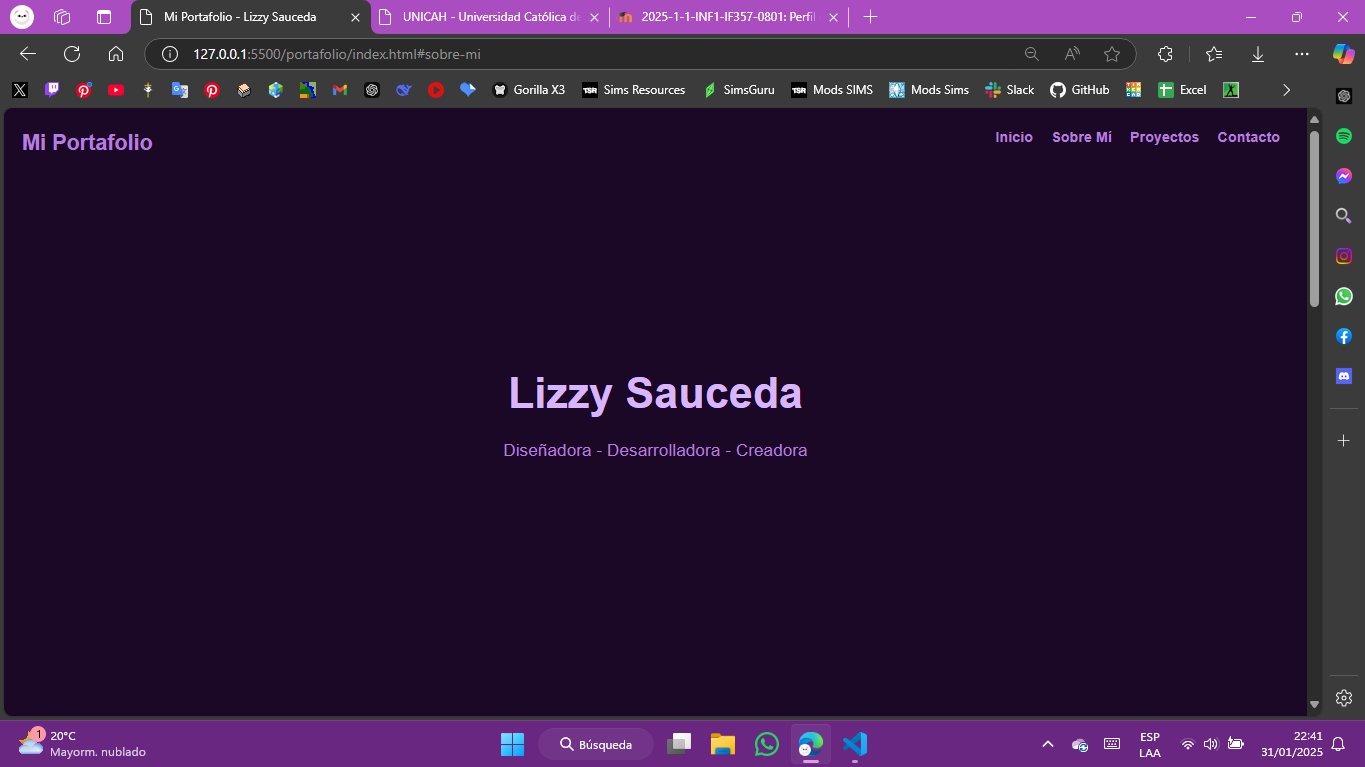 Mi Portafolio - Lizzy Sauceda
UNICAH - Universidad Católica de
2025-1-1-INF1-IF357-0801: Perfil
127.0.0.1:5500/portafolio/index.html#sobre-mi
Gorilla X3
TSR Sims Resources
SimsGuru
TSR Mods SIMS
Mods Sims
Slack
GitHub
Excel
Mi Portafolio
Inicio Sobre Mí Proyectos Contacto
Lizzy Sauceda
Diseñadora - Desarrolladora - Creadora
1
20°C
Mayorm. nublado
Búsqueda
ESP
LAA
22:41
31/01/2025